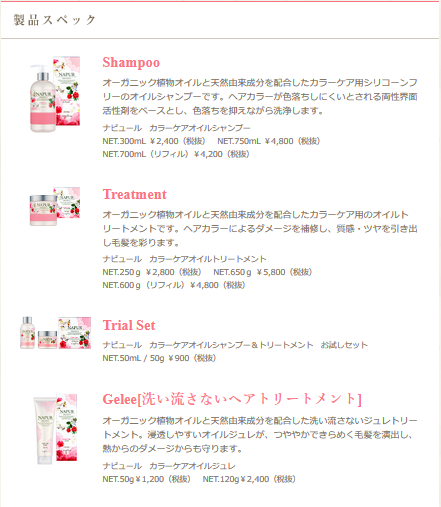 製品スペック
Shampoo
オーガニック植物オイルと天然由来成分を配合したカラーケア用シリコーンフ
リーのオイルシャンプーです。ヘアカラーが色落ちしにくいとされる両性界面
活性剤をベースとし、色落ちを抑えながら洗浄します。
ナピュール カラーケアオイルシャンプー
NET.300mL ¥2,400（税抜） NET.750mL ¥4,800（税抜）
NET.700mL（リフィル）¥4,200（税抜）
Treatment
オーガニック植物オイルと天然由来成分を配合したカラーケア用のオイルト
リートメントです。ヘアカラーによるダメージを補修し、質感・ツヤを引き出
し毛髪を彩ります。
ナピュール カラーケアオイルトリートメント
NET.250ｇ ¥2,800（税抜） NET.650ｇ ¥5,800（税抜）
NET.600ｇ（リフィル）¥4,800（税抜）
Trial Set
ナピュール カラーケアオイルシャンプー＆トリートメント お試しセット
NET.50mL / 50g ¥900（税抜）
Gelee[洗い流さないヘアトリートメント]
オーガニック植物オイルと天然由来成分を配合した洗い流さないジュレトリー
トメント。浸透しやすいオイルジュレが、つややかできらめく毛髪を演出し、
熱からのダメージからも守ります。
ナピュール カラーケアオイルジュレ
NET.50g¥1,200（税抜） NET.120g¥2,400（税抜）
NAPUR
NAPUR
NAPUR
NAPUR